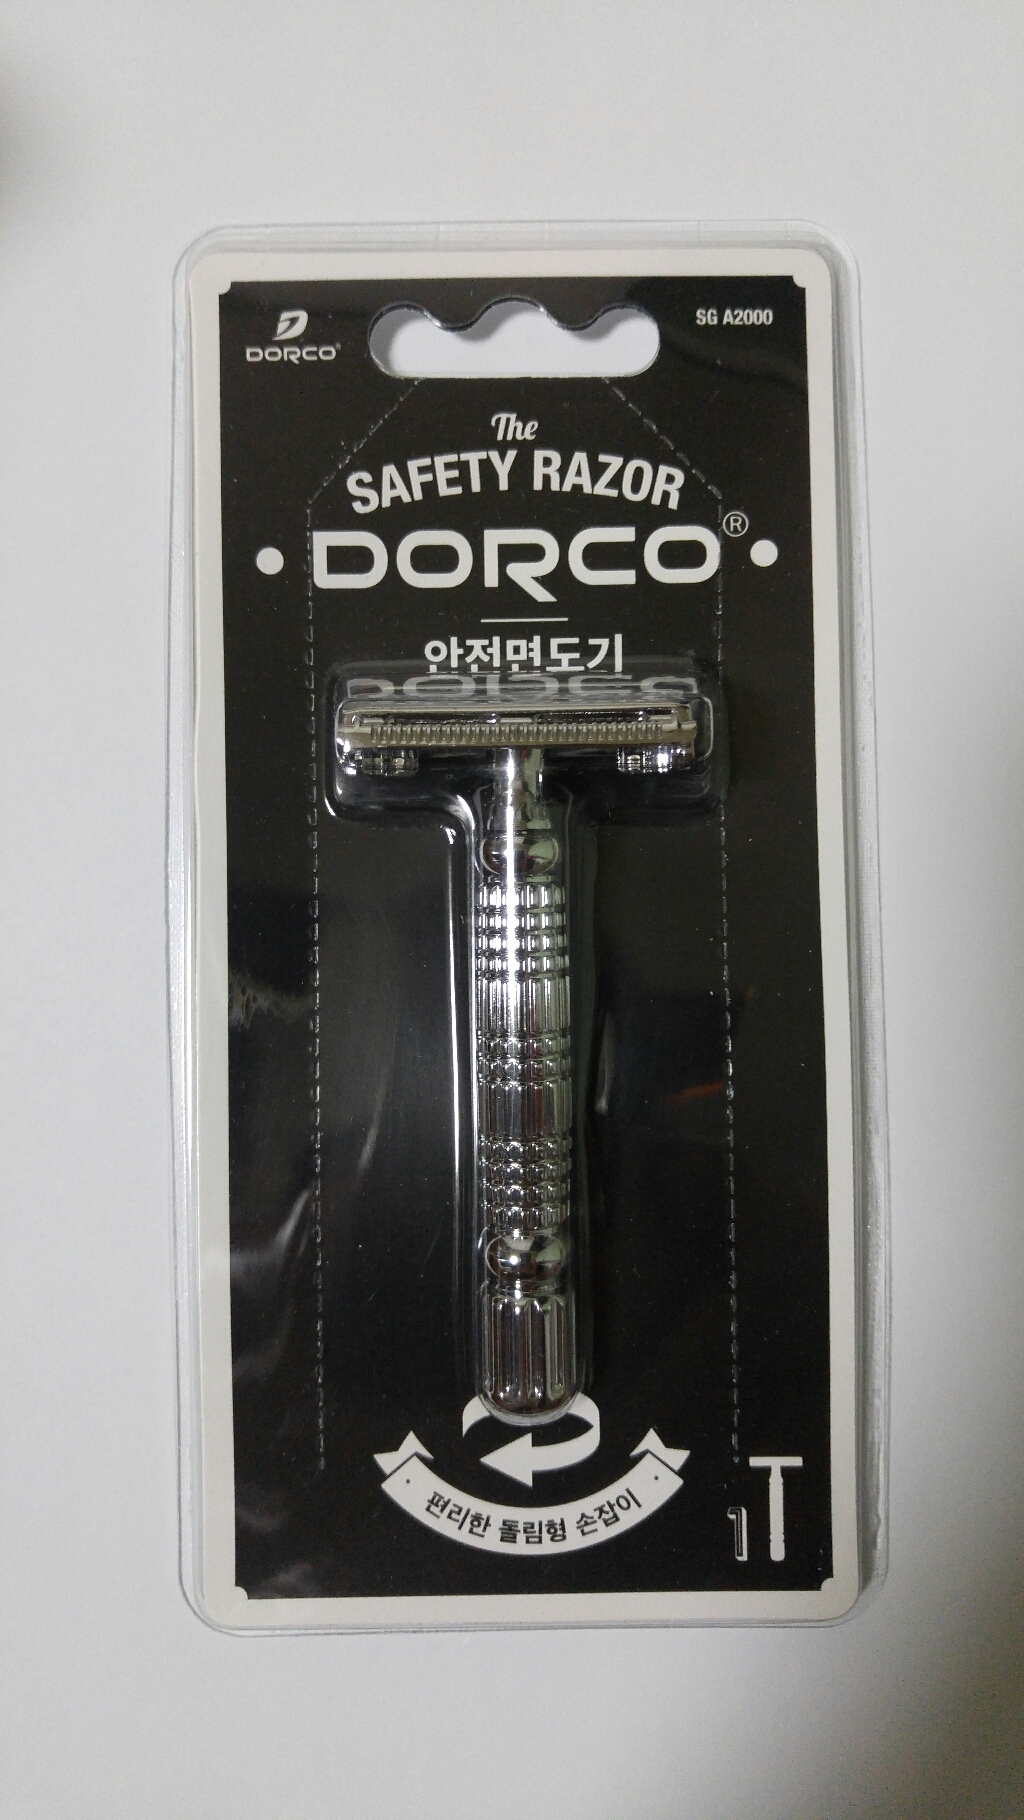 DORCO
SG A2000
The
SAFETY RAZOR
DORCO®
안전면도기
편리한 돌림형 손잡이
1